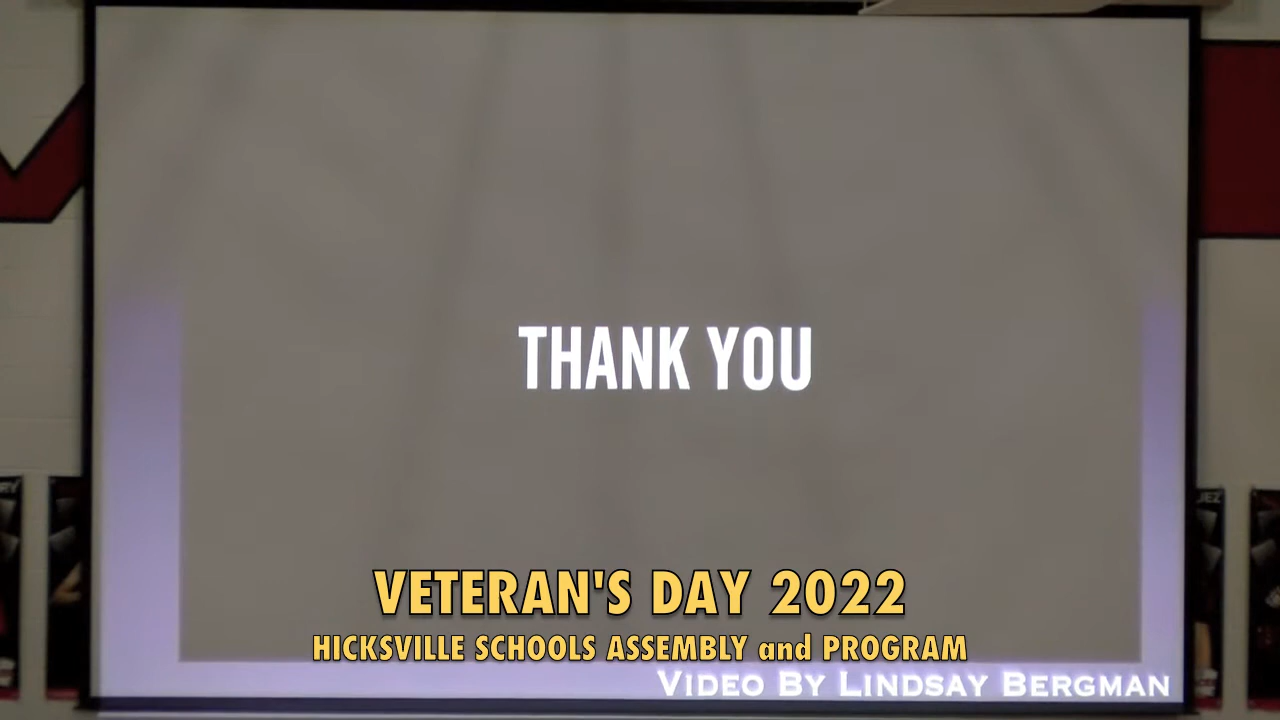 THANK YOU
VETERAN'S DAY 2022
HICKSVILLE SCHOOLS ASSEMBLY and PROGRAM
VIDEO BY LINDSAY BERGMAN